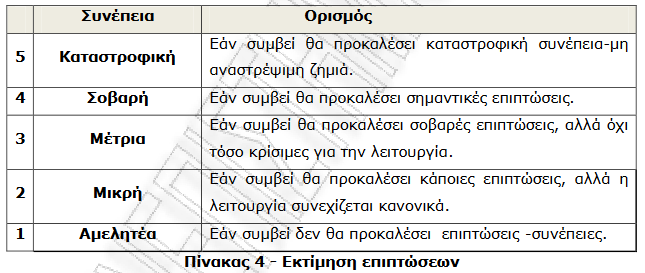 Συνέπεια Ορισμός
5 Καταστροφική Εάν συμβεί θα προκαλέσει καταστροφική συνέπεια-μη
αναστρέψιμη ζημιά.
4 Σοβαρή Εάν συμβεί θα προκαλέσει σημαντικές επιπτώσεις.
3 Μέτρια Εάν συμβεί θα προκαλέσει σοβαρές επιπτώσεις, αλλά όχι
τόσο κρίσιμες για την λειτουργία.
2 Μικρή Εάν συμβεί θα προκαλέσει κάποιες επιπτώσεις, αλλά η
λειτουργία συνεχίζεται κανονικά.
1 Αμελητέα Εάν συμβεί δεν θα προκαλέσει επιπτώσεις -συνέπειες.
Πίνακας 4 - Εκτίμηση επιπτώσεων